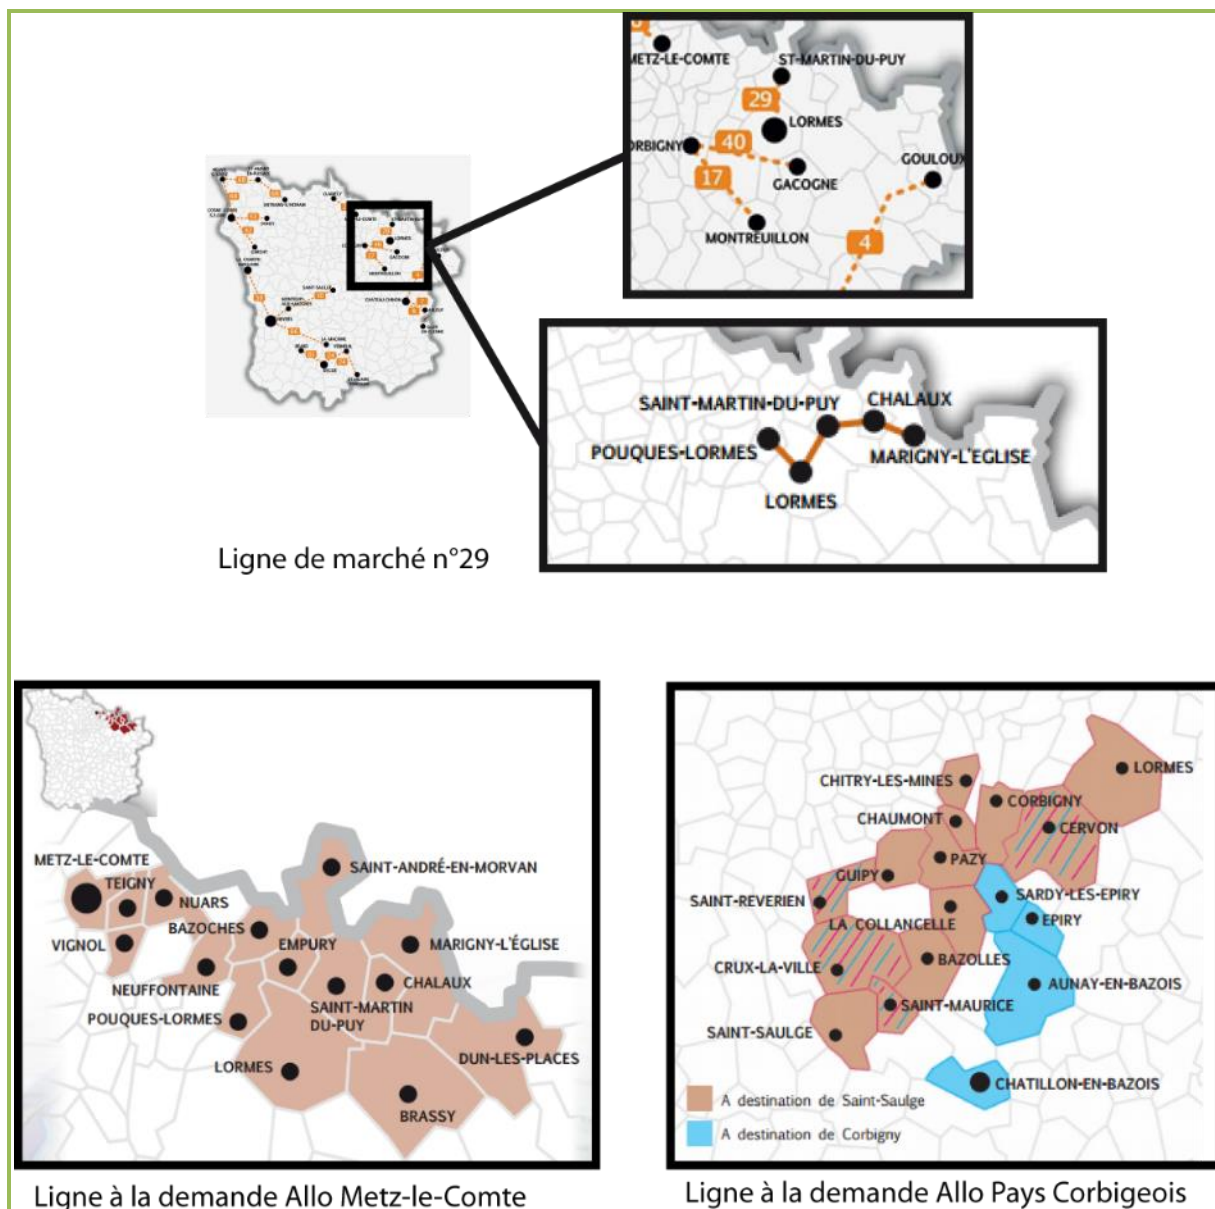 METZ-LE-COMTE
ST-MARTIN-DU-PUY
29
LORMES
ORBIGNY
40
GACOGNE
GOULOUX
17
MONTREUILLON
4
SAINT-MARTIN-DU-PUY
CHALAUX
POUQUES-LORMES
MARIGNY-L'EGLISE
LORMES
Ligne de marché n°29
METZ-LE-COMTE
TEIGNY
NUARS
SAINT-ANDRÉ-EN-MORVAN
BAZOCHES
VIGNOL
EMPURY
MARIGNY-L'ÉGLISE
NEUFFONTAINE
CHALAUX
SAINT-MARTIN
DU-PUY
POUQUES-LORMES
DUN-LES-PLACES
LORMES
BRASSY
Ligne à la demande Allo Metz-le-Comte
LORMES
CHITRY-LES-MINES
CORBIGNY
CHAUMONT
CERVON
PAZY
GUIPY
SAINT-REVERIEN
SARDY-LES-EPIRY
LA COLLANCELLE
EPIRY
CRUX-LA-VILLE
BAZOLLES
AUNAY-EN-BAZOIS
SAINT-MAURICE
SAINT-SAULGE
CHATILLON-EN-BAZOIS
A destination de Saint-Saulge
A destination de Corbigny
Ligne à la demande Allo Pays Corbigeois